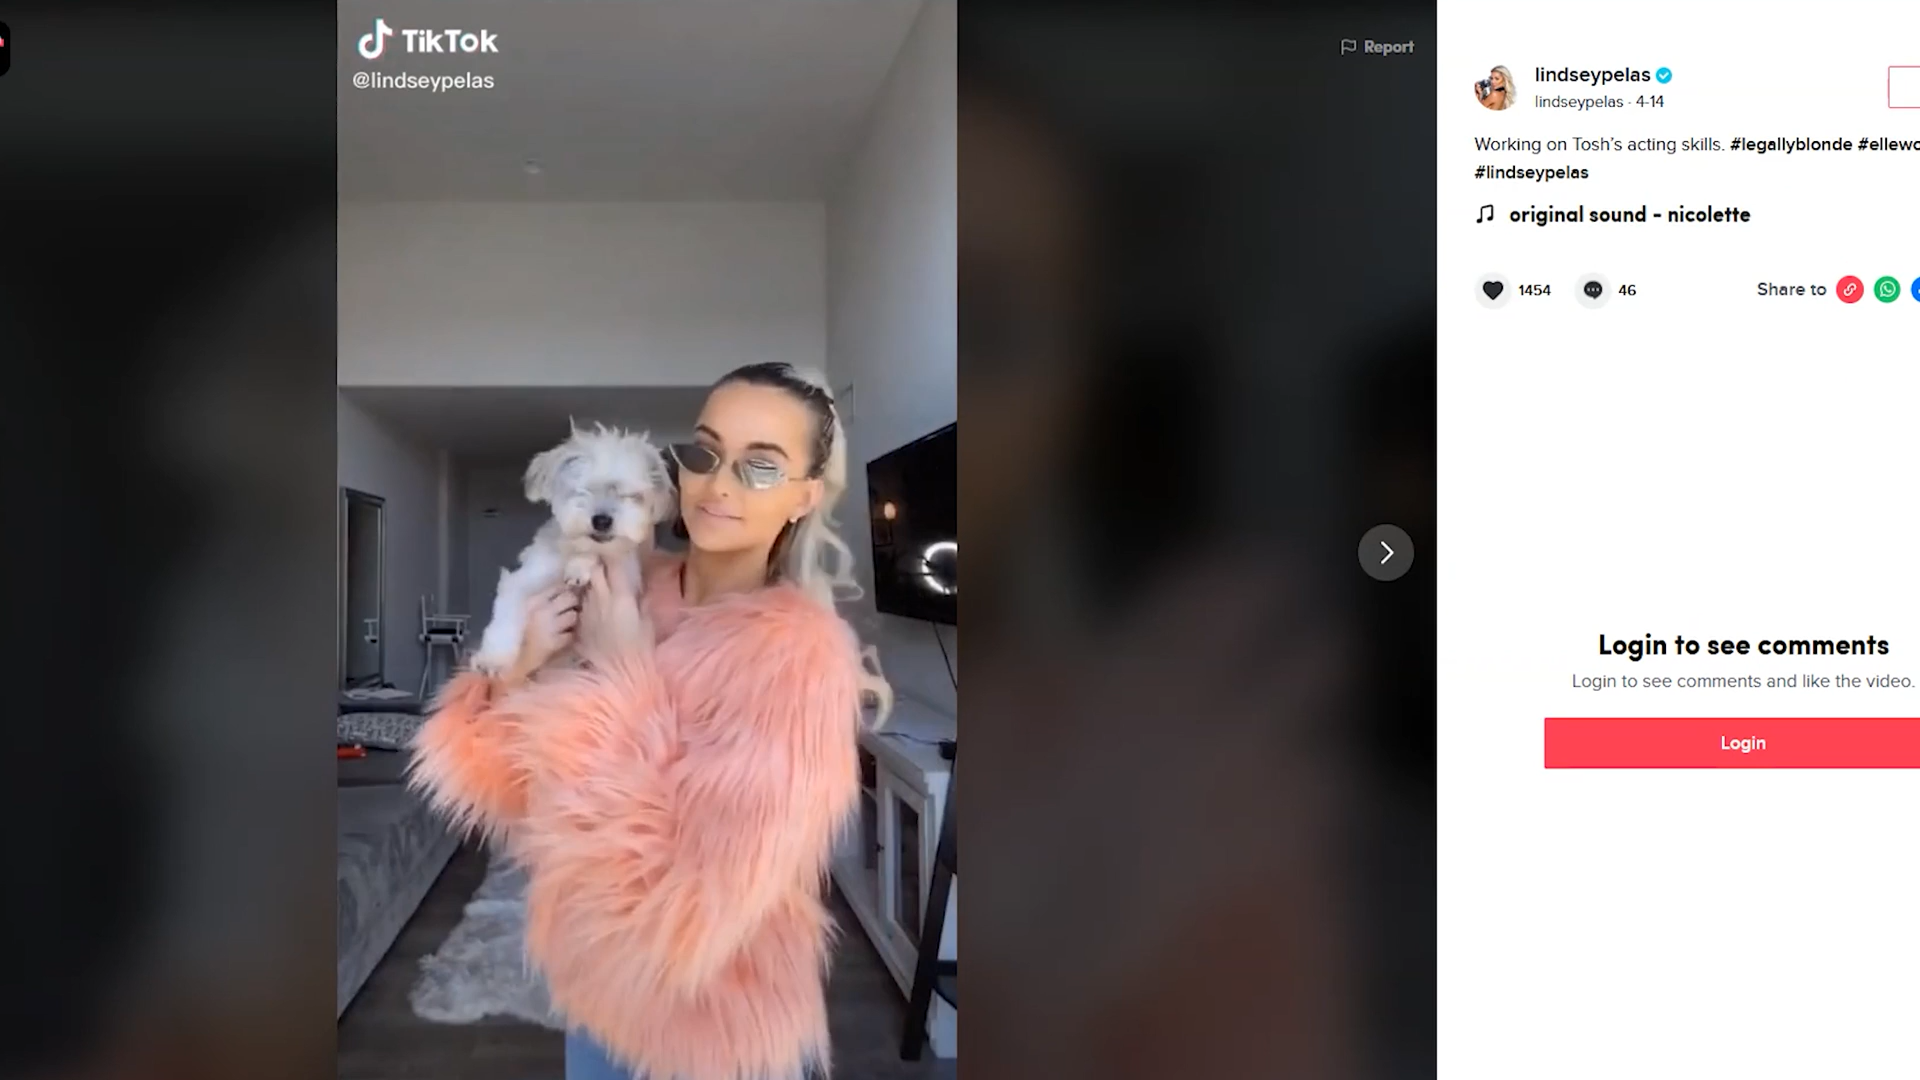 TikTok
@lindseypelas
Report
lindseypelas
lindseypelas · 4-14
Working on Tosh’s acting skills. #legallyblonde
#lindseypelas
original sound - nicolette
1454
46
Share to
Login to see comments
Login to see comments and like the video.
Login